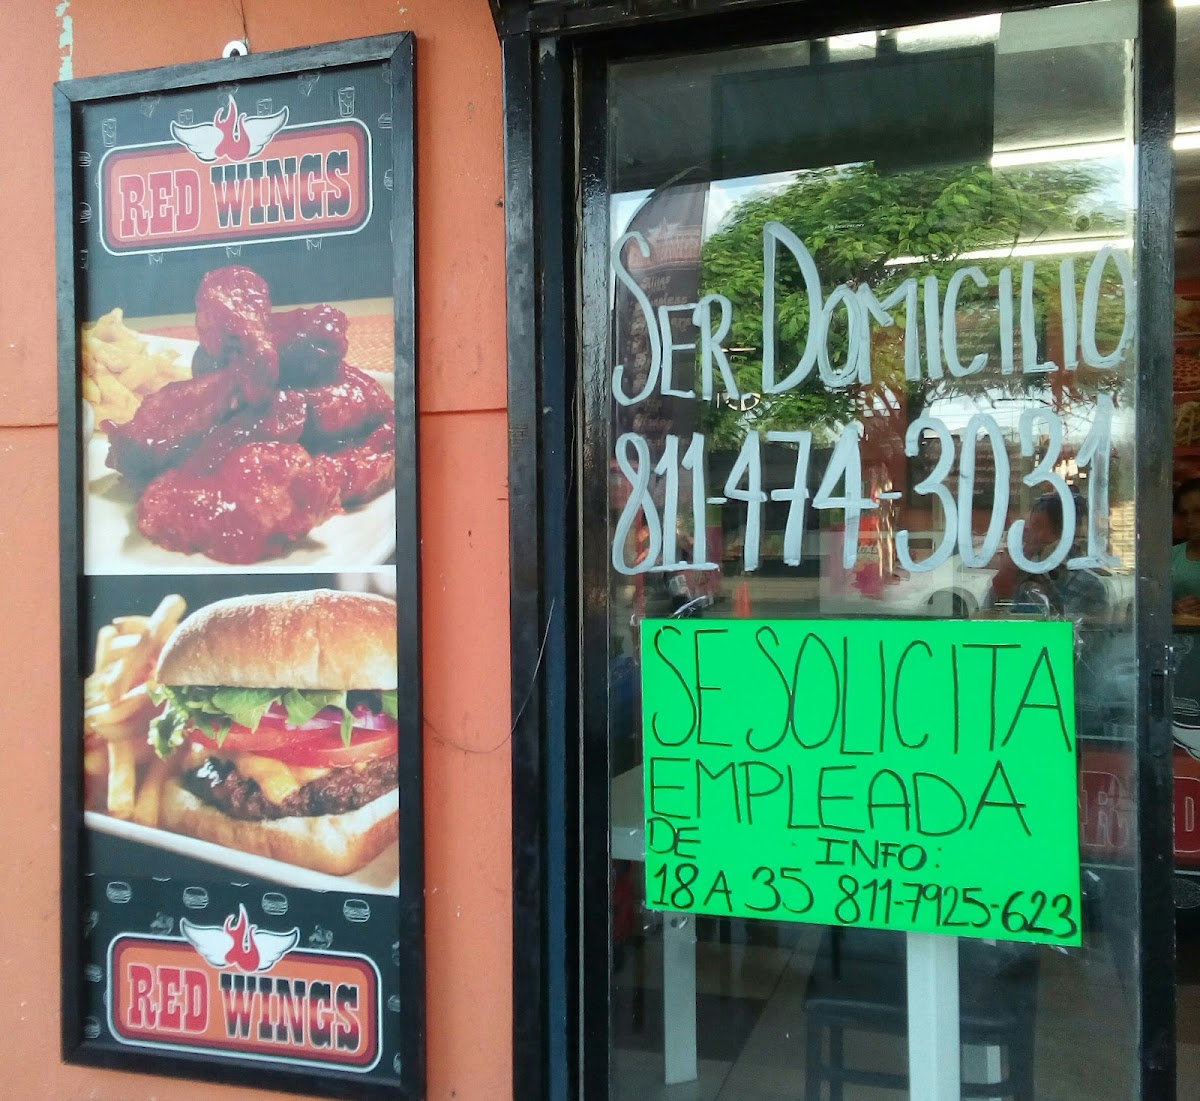 RED WINGS
RED WINGS
SER DOMICILIO
811-474-3031
SE SOLICITA
EMPLEADA
DE INFO:
18 A 35 811-7925-623